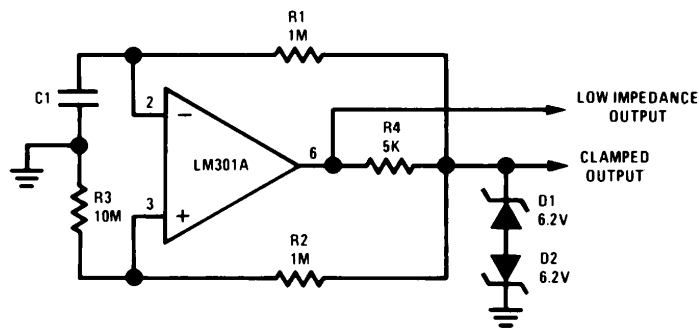 R1
1M
C1
2
−
LOW IMPEDANCE
OUTPUT
R4
5K
LM301A
6
CLAMPED
OUTPUT
R3
10M
3
+
D1
6.2V
R2
1M
D2
6.2V